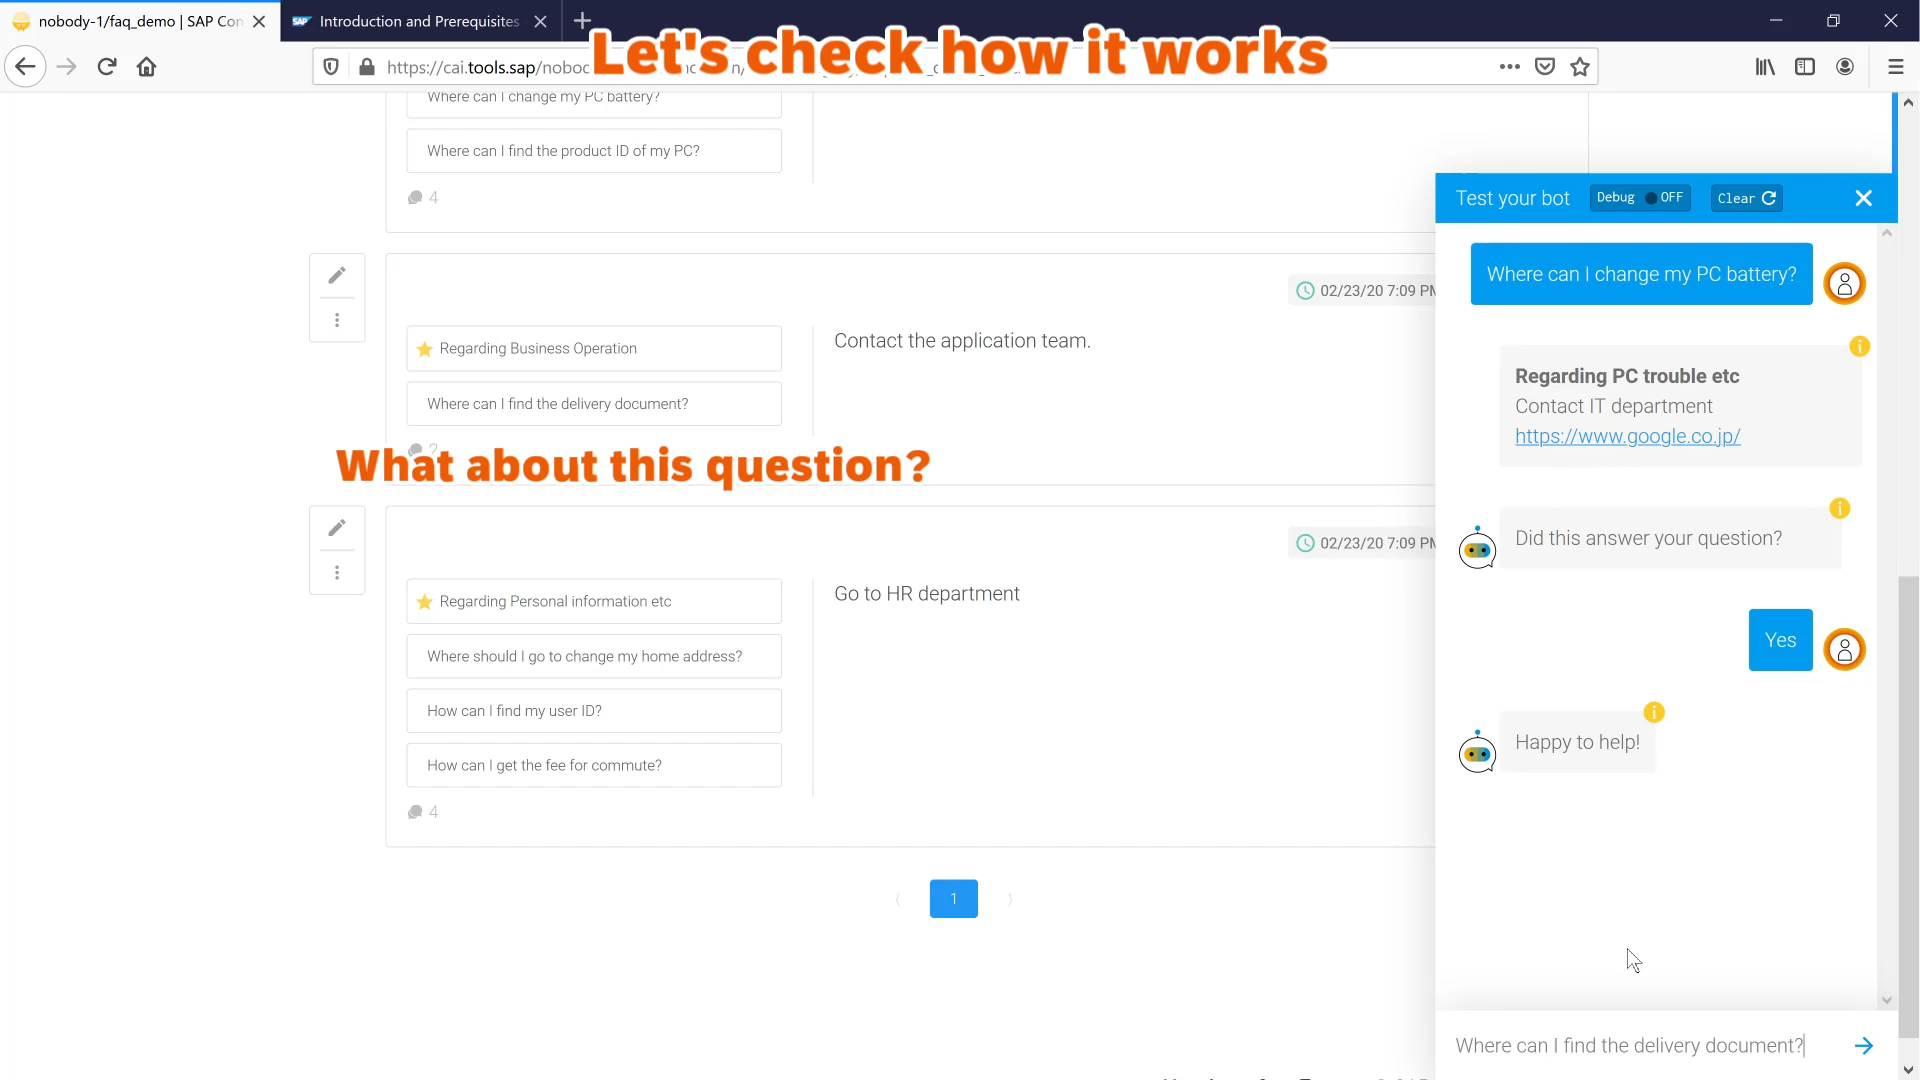 nobody-1/faq_demo | SAP Con
Introduction and Prerequisites
Let's check how it works
https://cai.tools.sap/noboc
Where can I change my PC battery?
Where can I find the product ID of my PC?
4
Test your bot
Debug OFF
Clear
Where can I change my PC battery?
02/23/20 7:09 PM
Regarding Business Operation
Contact the application team.
Where can I find the delivery document?
2
Regarding PC trouble etc
Contact IT department
https://www.google.co.jp/
What about this question?
Did this answer your question?
02/23/20 7:09 PM
Regarding Personal information etc
Go to HR department
Where should I go to change my home address?
How can I find my user ID?
How can I get the fee for commute?
4
Yes
Happy to help!
1
Where can I find the delivery document?